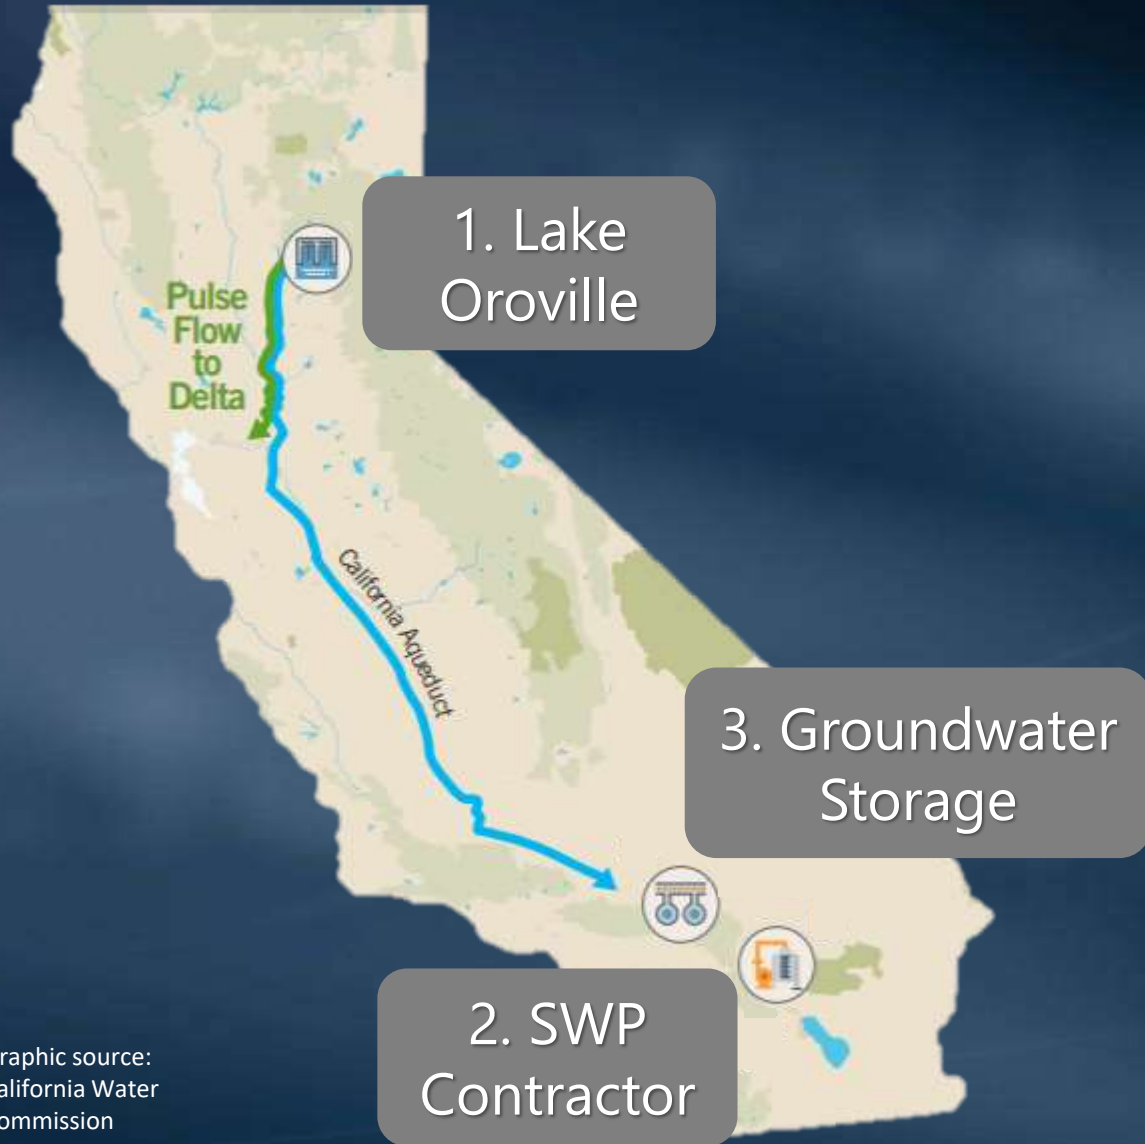 1. Lake
Oroville
Pulse
Flow
to
Delta
California Aqueduct
3. Groundwater
Storage
2. SWP
Contractor
raphic source:
alifornia Water
ommission